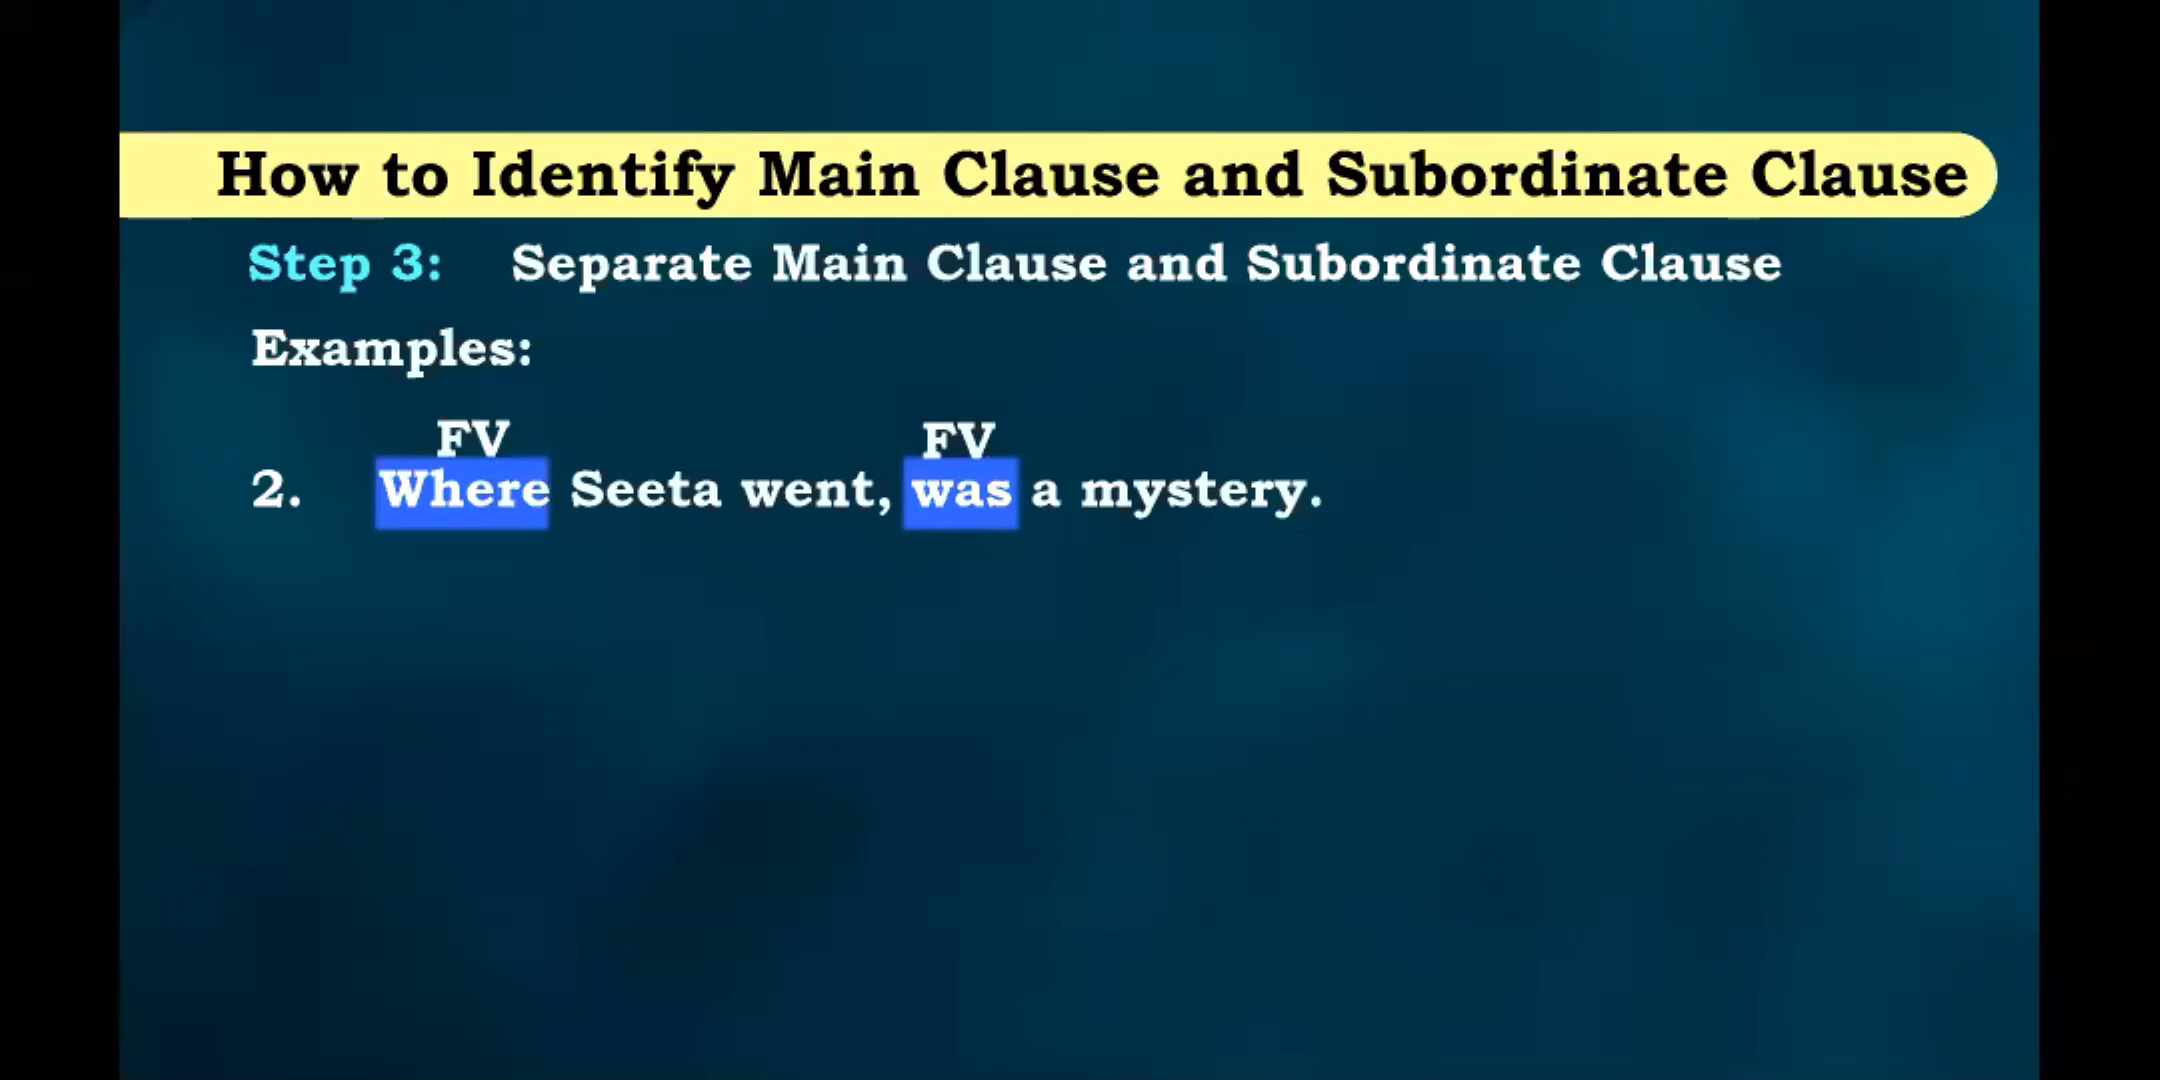 How to Identify Main Clause and Subordinate Clause
Step 3: Separate Main Clause and Subordinate Clause
Examples:
FV FV
2. Where Seeta went, was a mystery.